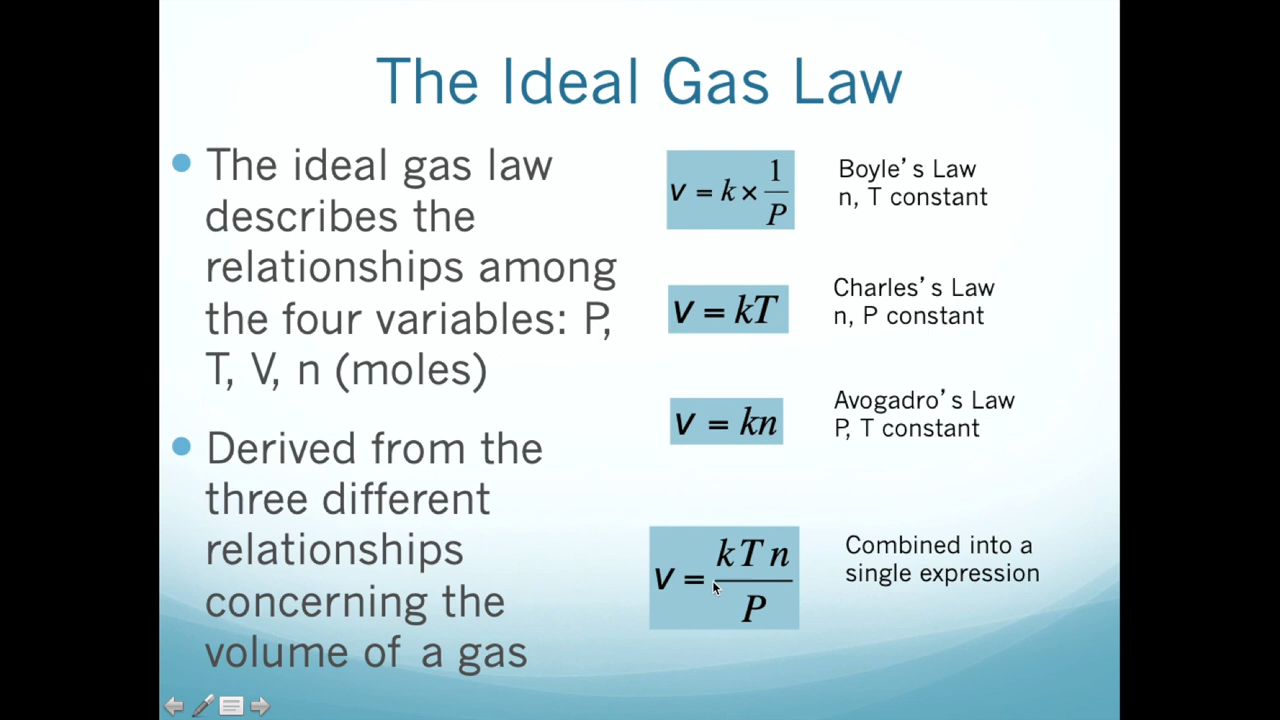 The Ideal Gas Law
• The ideal gas law
describes the
relationships among
the four variables: P,
T, V, n (moles)
• Derived from the
three different
relationships
concerning the
volume of a gas
V = k × 1/P
Boyle's Law
n, T constant
V = kT
Charles's Law
n, P constant
V = kn
Avogadro's Law
P, T constant
V = kTn/P
Combined into a
single expression